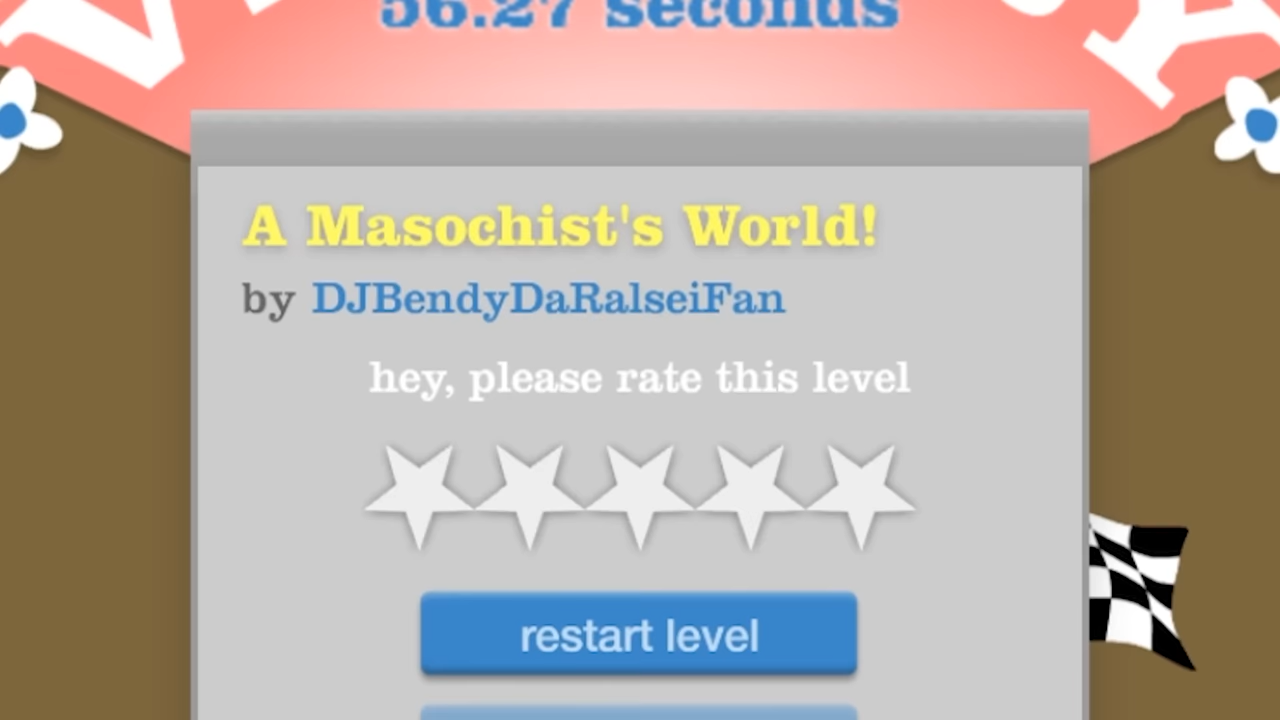 56.27 seconds
A Masochist's World!
by DJBendyDaRalseiFan
hey, please rate this level
restart level